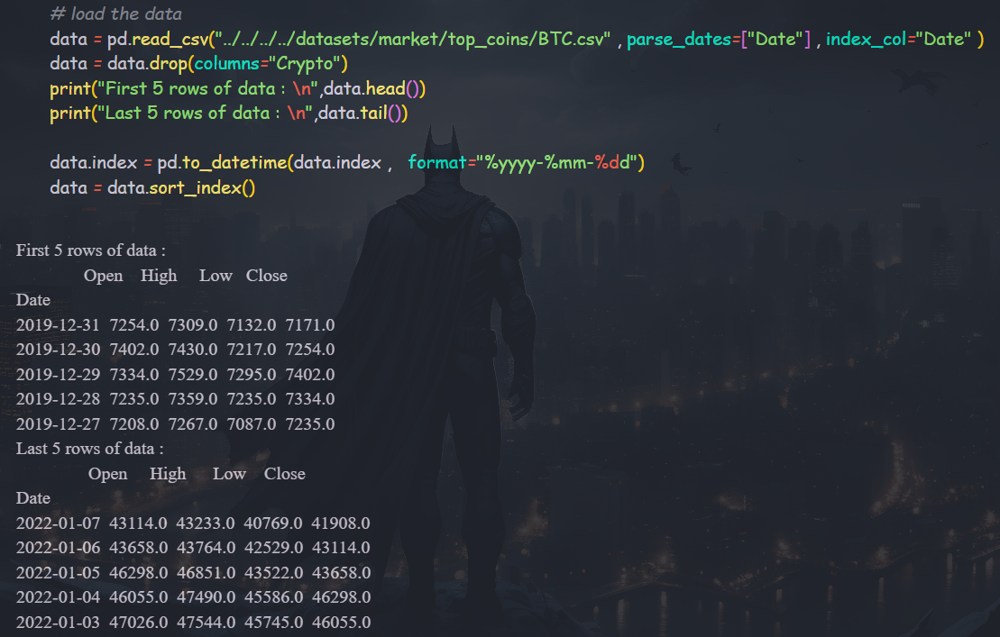 # load the data
data = pd.read_csv("../../../../datasets/market/top_coins/BTC.csv" , parse_dates=["Date"] , index_col="Date" )
data = data.drop(columns="Crypto")
print("First 5 rows of data : \n",data.head())
print("Last 5 rows of data : \n",data.tail())
data.index = pd.to_datetime(data.index ,   format="%yyyy-%mm-%dd")
data = data.sort_index()
First 5 rows of data :
Open High Low Close
Date
2019-12-31 7254.0 7309.0 7132.0 7171.0
2019-12-30 7402.0 7430.0 7217.0 7254.0
2019-12-29 7334.0 7529.0 7295.0 7402.0
2019-12-28 7235.0 7359.0 7235.0 7334.0
2019-12-27 7208.0 7267.0 7087.0 7235.0
Last 5 rows of data :
Open High Low Close
Date
2022-01-07 43114.0 43233.0 40769.0 41908.0
2022-01-06 43658.0 43764.0 42529.0 43114.0
2022-01-05 46298.0 46851.0 43522.0 43658.0
2022-01-04 46055.0 47490.0 45586.0 46298.0
2022-01-03 47026.0 47544.0 45745.0 46055.0